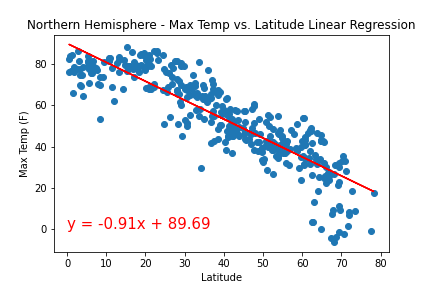 Northern Hemisphere - Max Temp vs. Latitude Linear Regression
Max Temp (F)
80
60
40
20
0
y = -0.91x + 89.69
0 10 20 30 40 50 60 70 80
Latitude